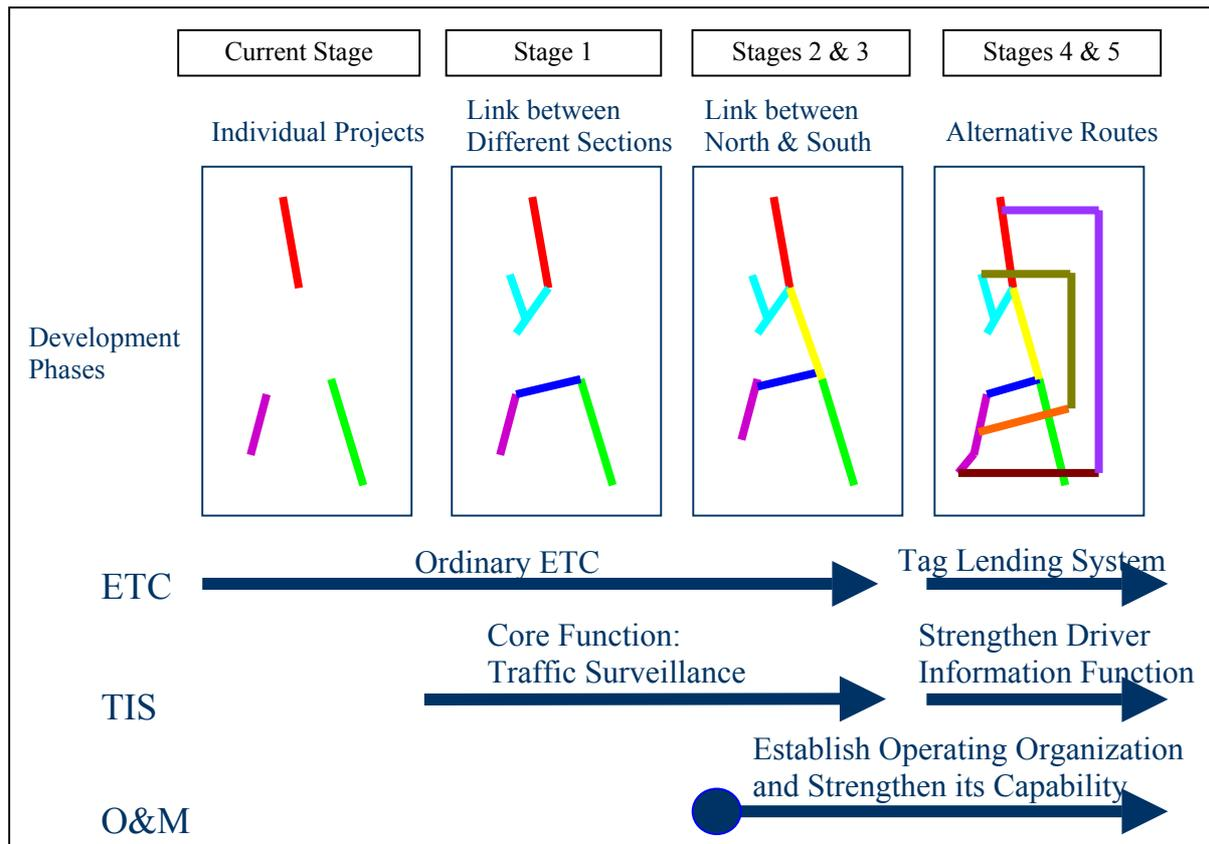 Current Stage
Stage 1
Stages 2 & 3
Stages 4 & 5
Individual Projects
Link between
Different Sections
Link between
North & South
Alternative Routes
Development
Phases
ETC
Ordinary ETC
Tag Lending System
TIS
Core Function:
Traffic Surveillance
Strengthen Driver
Information Function
O&M
Establish Operating Organization
and Strengthen its Capability